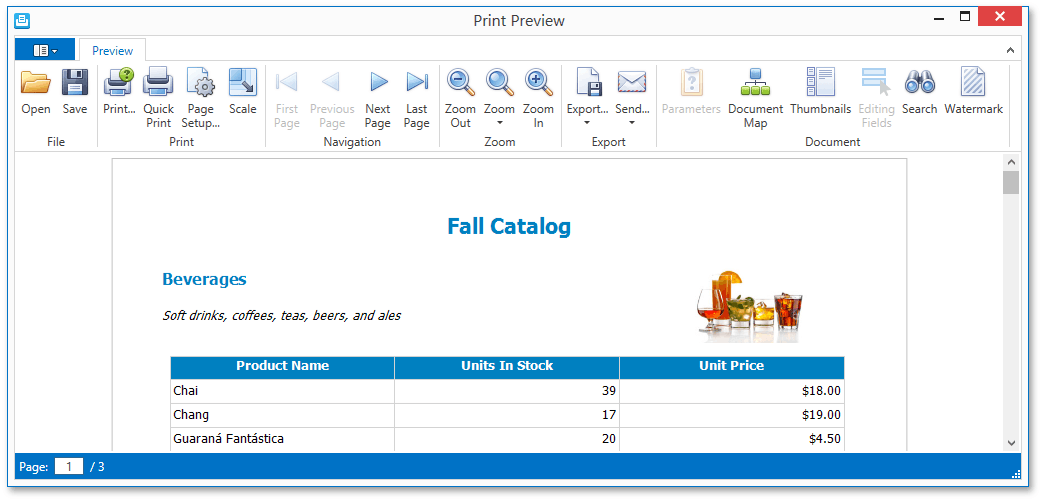 Print Preview
Preview
Open Save Print... Quick Print Page Setup... Scale First Page Previous Page Next Page Last Page Zoom Out Zoom Zoom In Export... Send... Parameters Document Map Thumbnails Editing Fields Search Watermark
File Print Navigation Zoom Export Document
Fall Catalog
Beverages
Soft drinks, coffees, teas, beers, and ales
Product Name Units In Stock Unit Price
Chai 39 $18.00
Chang 17 $19.00
Guaraná Fantástica 20 $4.50
Page: 1 / 3